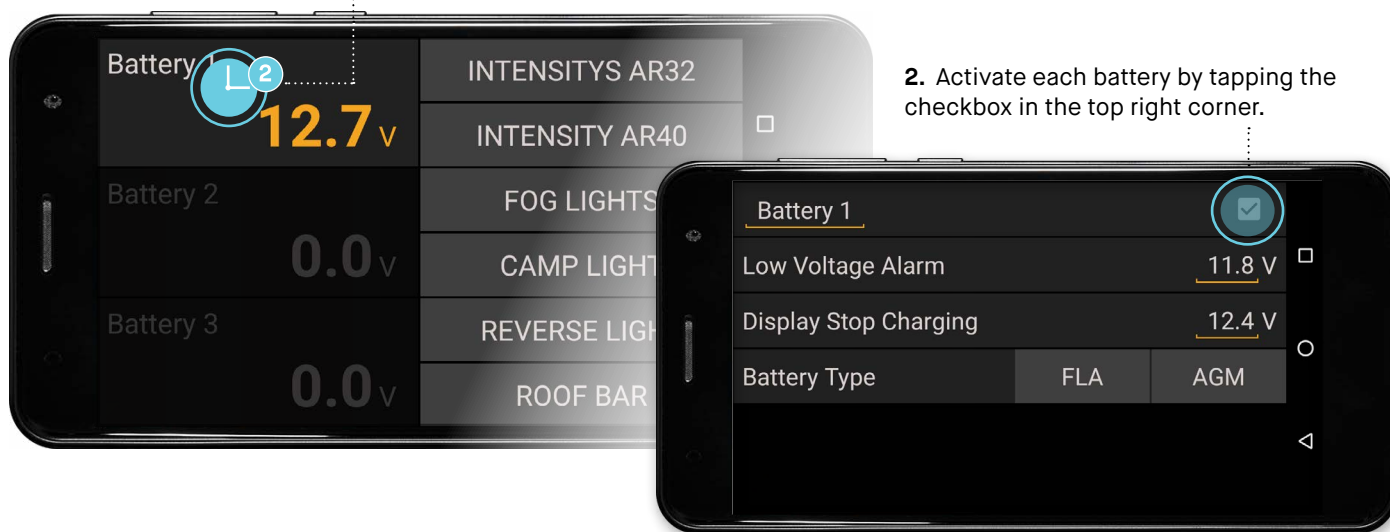 Battery 1
2
12.7 V
Battery 2
0.0 V
Battery 3
0.0 V
INTENSITYS AR32
INTENSITY AR40
FOG LIGHTS
CAMP LIGHT
REVERSE LIGH
ROOF BAR
2. Activate each battery by tapping the
checkbox in the top right corner.
Battery 1
Low Voltage Alarm 11.8 V
Display Stop Charging 12.4 V
Battery Type FLA AGM